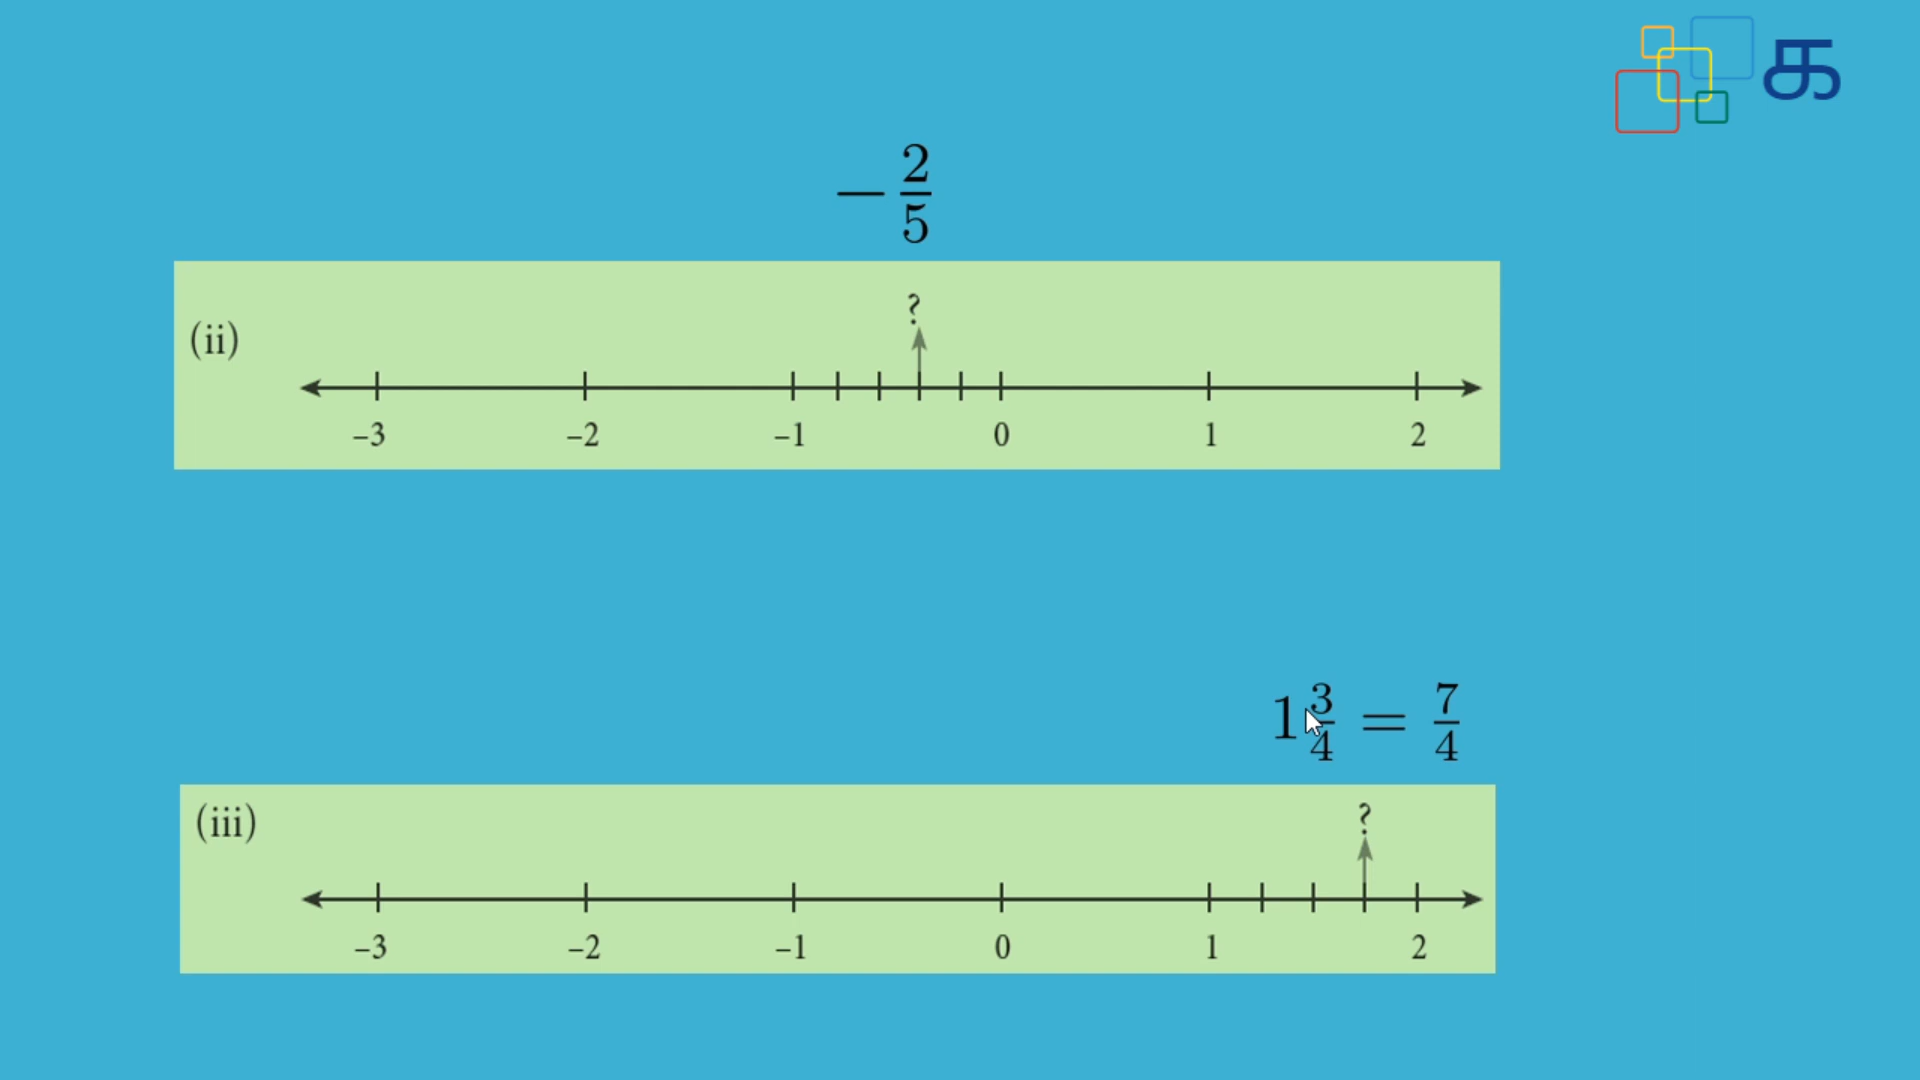 க
-2/5
(ii)
?
–3 –2 –1 0 1 2
1 3/4 = 7/4
(iii)
?
–3 –2 –1 0 1 2